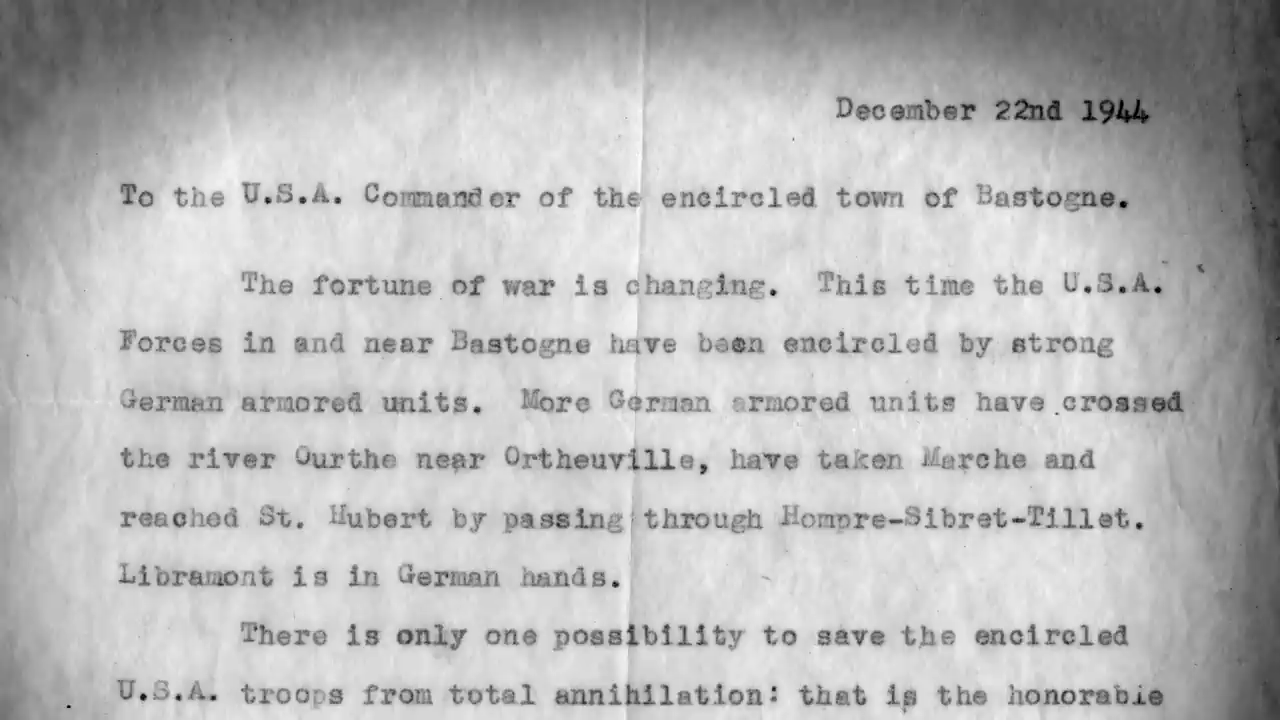 December 22nd 1944
To the U.S.A. Commander of the encircled town of Bastogne.
The fortune of war is changing. This time the U.S.A.
Forces in and near Bastogne have been encircled by strong
German armored units. More German armored units have crossed
the river Ourthe near Ortheuville, have taken Marche and
reached St. Hubert by passing through Hompre-Sibret-Tillet.
Libramont is in German hands.
There is only one possibility to save the encircled
U.S.A. troops from total annihilation: that is the honorable